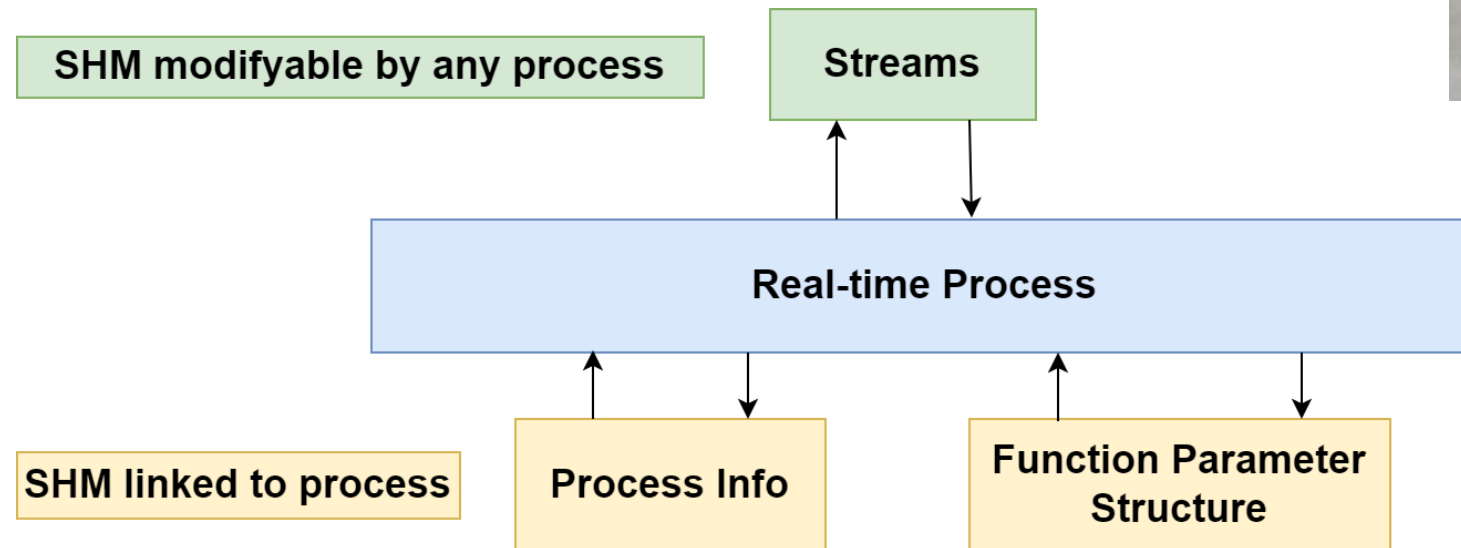 SHM modifyable by any process
Streams
Real-time Process
SHM linked to process
Process Info
Function Parameter
Structure